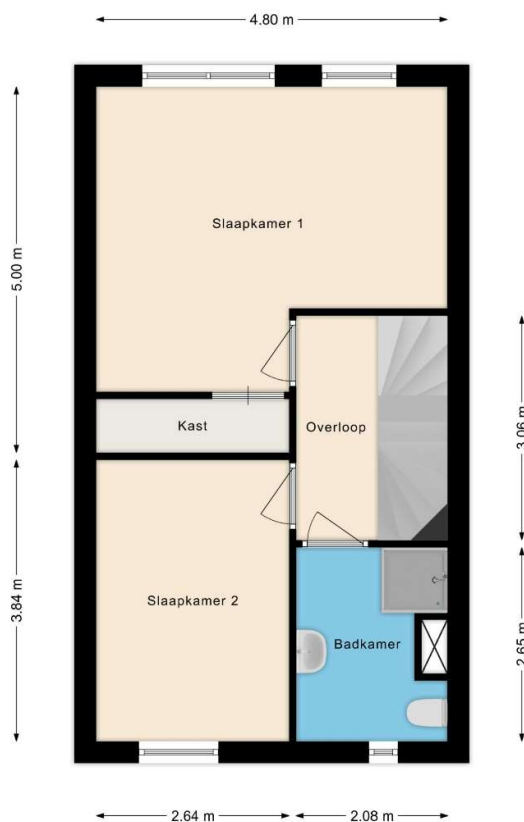 4.80 m
Slaapkamer 1
5.00 m
Kast
Overloop
3.06 m
Slaapkamer 2
3.84 m
Badkamer
2.65 m
2.64 m
2.08 m